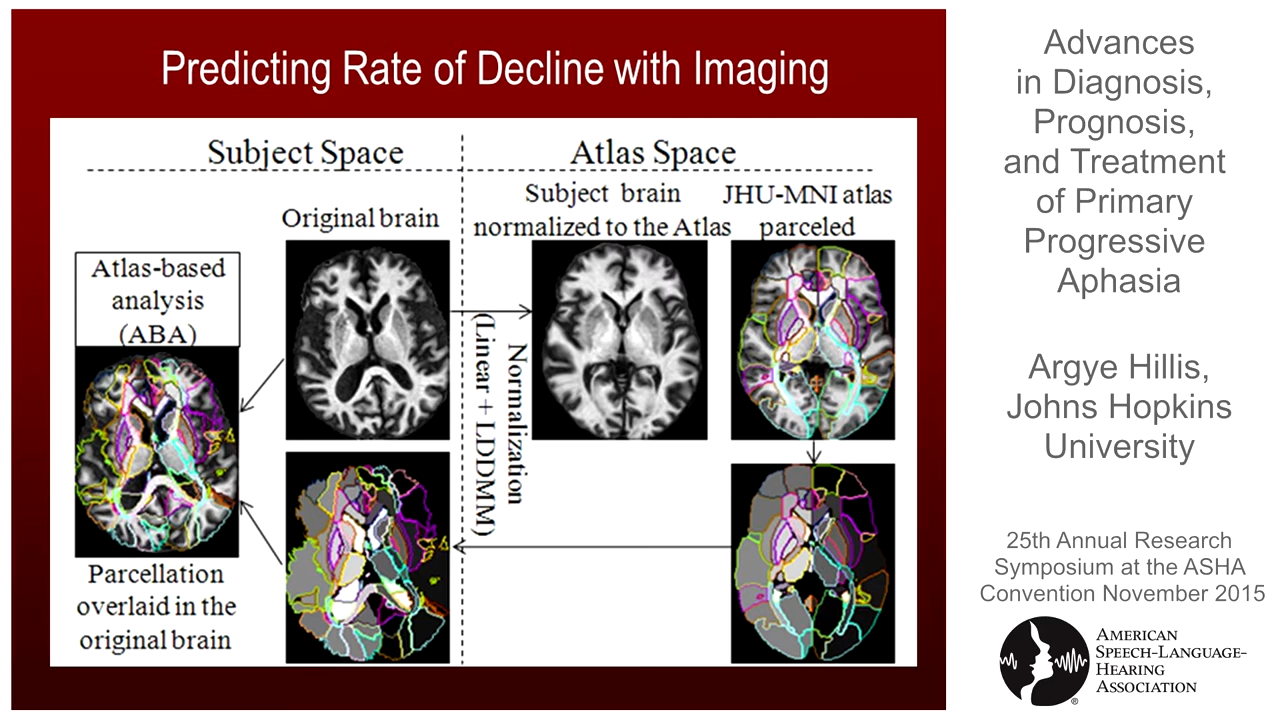 Predicting Rate of Decline with Imaging
Subject Space
Atlas Space
Original brain
Subject brain
normalized to the Atlas
JHU-MNI atlas
parceled
Atlas-based
analysis
(ABA)
Normalization
(Linear + LDDMM)
Parcellation
overlaid in the
original brain
Advances
in Diagnosis,
Prognosis,
and Treatment
of Primary
Progressive
Aphasia
Argye Hillis,
Johns Hopkins
University
25th Annual Research
Symposium at the ASHA
Convention November 2015
AMERICAN
SPEECH-LANGUAGE-
HEARING
ASSOCIATION
®